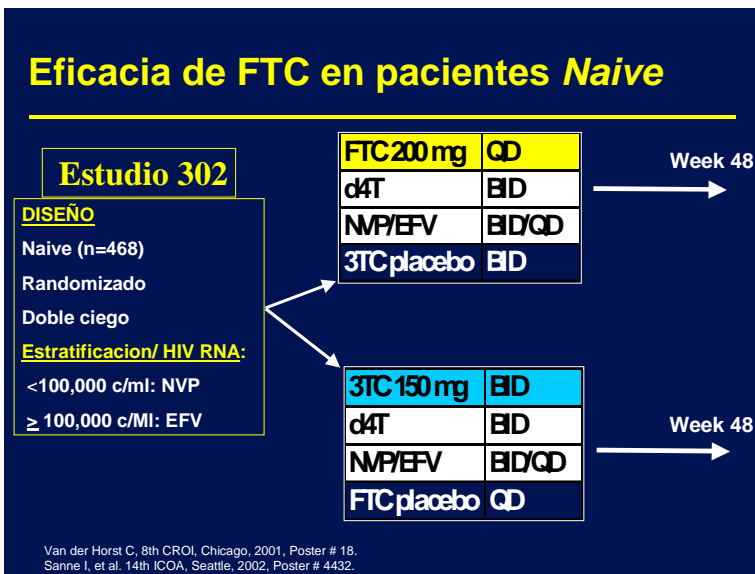 Eficacia de FTC en pacientes Naive
Estudio 302
DISEÑO
Naive (n=468)
Randomizado
Doble ciego
Estratificacion/ HIV RNA:
<100,000 c/ml: NVP
≥ 100,000 c/Ml: EFV
FTC 200 mg QD
d4T BID
NVP/EFV BID/QD
3TC placebo BID
Week 48
3TC 150 mg BID
d4T BID
NVP/EFV BID/QD
FTC placebo QD
Week 48
Van der Horst C, 8th CROI, Chicago, 2001, Poster # 18.
Sanne I, et al. 14th ICOA, Seattle, 2002, Poster # 4432.